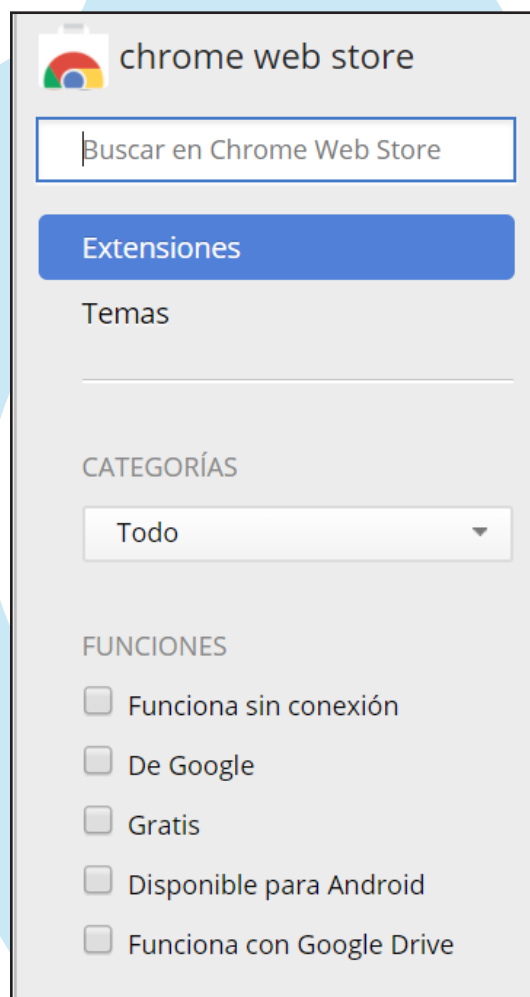 chrome web store
Buscar en Chrome Web Store
Extensiones
Temas
CATEGORÍAS
Todo
FUNCIONES
Funciona sin conexión
De Google
Gratis
Disponible para Android
Funciona con Google Drive